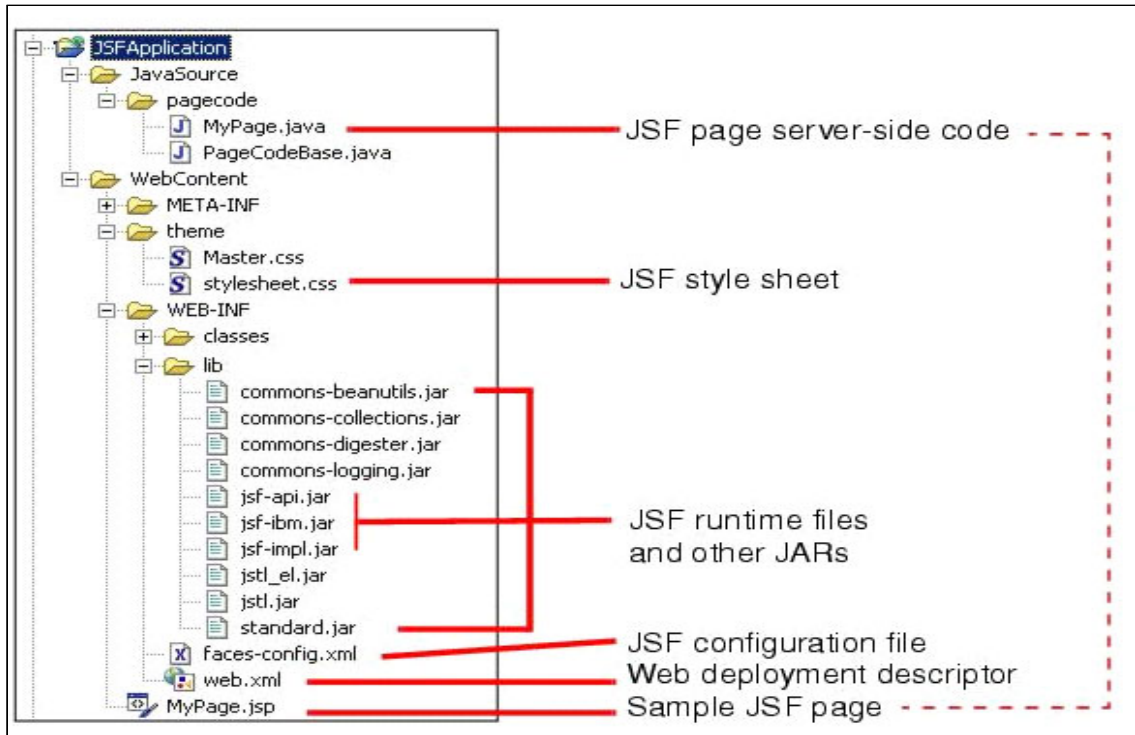 JSFApplication
JavaSource
pagecode
MyPage.java
JSF page server-side code
PageCodeBase.java
WebContent
META-INF
theme
Master.css
stylesheet.css
JSF style sheet
WEB-INF
classes
lib
commons-beanutils.jar
commons-collections.jar
commons-digester.jar
commons-logging.jar
jsf-api.jar
jsf-ibm.jar
JSF runtime files
jsf-impl.jar
and other JARs
jstl_el.jar
jstl.jar
standard.jar
faces-config.xml
JSF configuration file
web.xml
Web deployment descriptor
MyPage.jsp
Sample JSF page